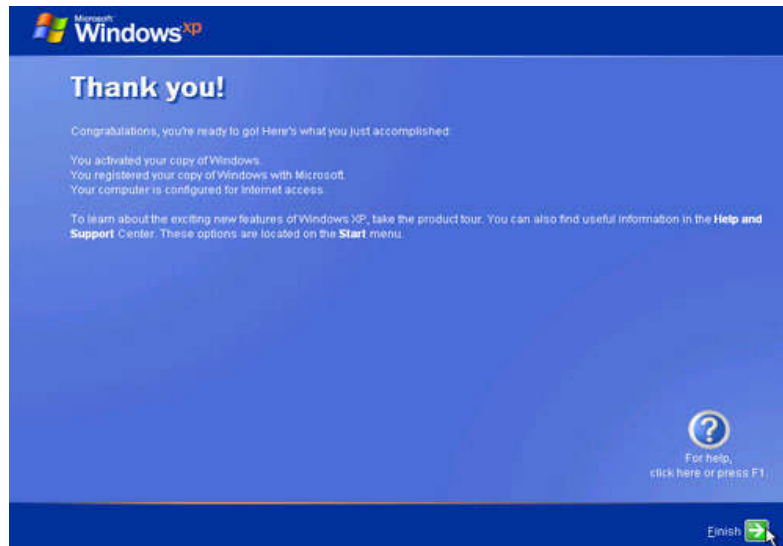 Microsoft
Windows xp
Thank you!
Congratulations, you're ready to go! Here's what you just accomplished:
You activated your copy of Windows.
You registered your copy of Windows with Microsoft.
Your computer is configured for Internet access.
To learn about the exciting new features of Windows XP, take the product tour. You can also find useful information in the Help and
Support Center. These options are located on the Start menu.
?
For help,
click here or press F1.
Finish